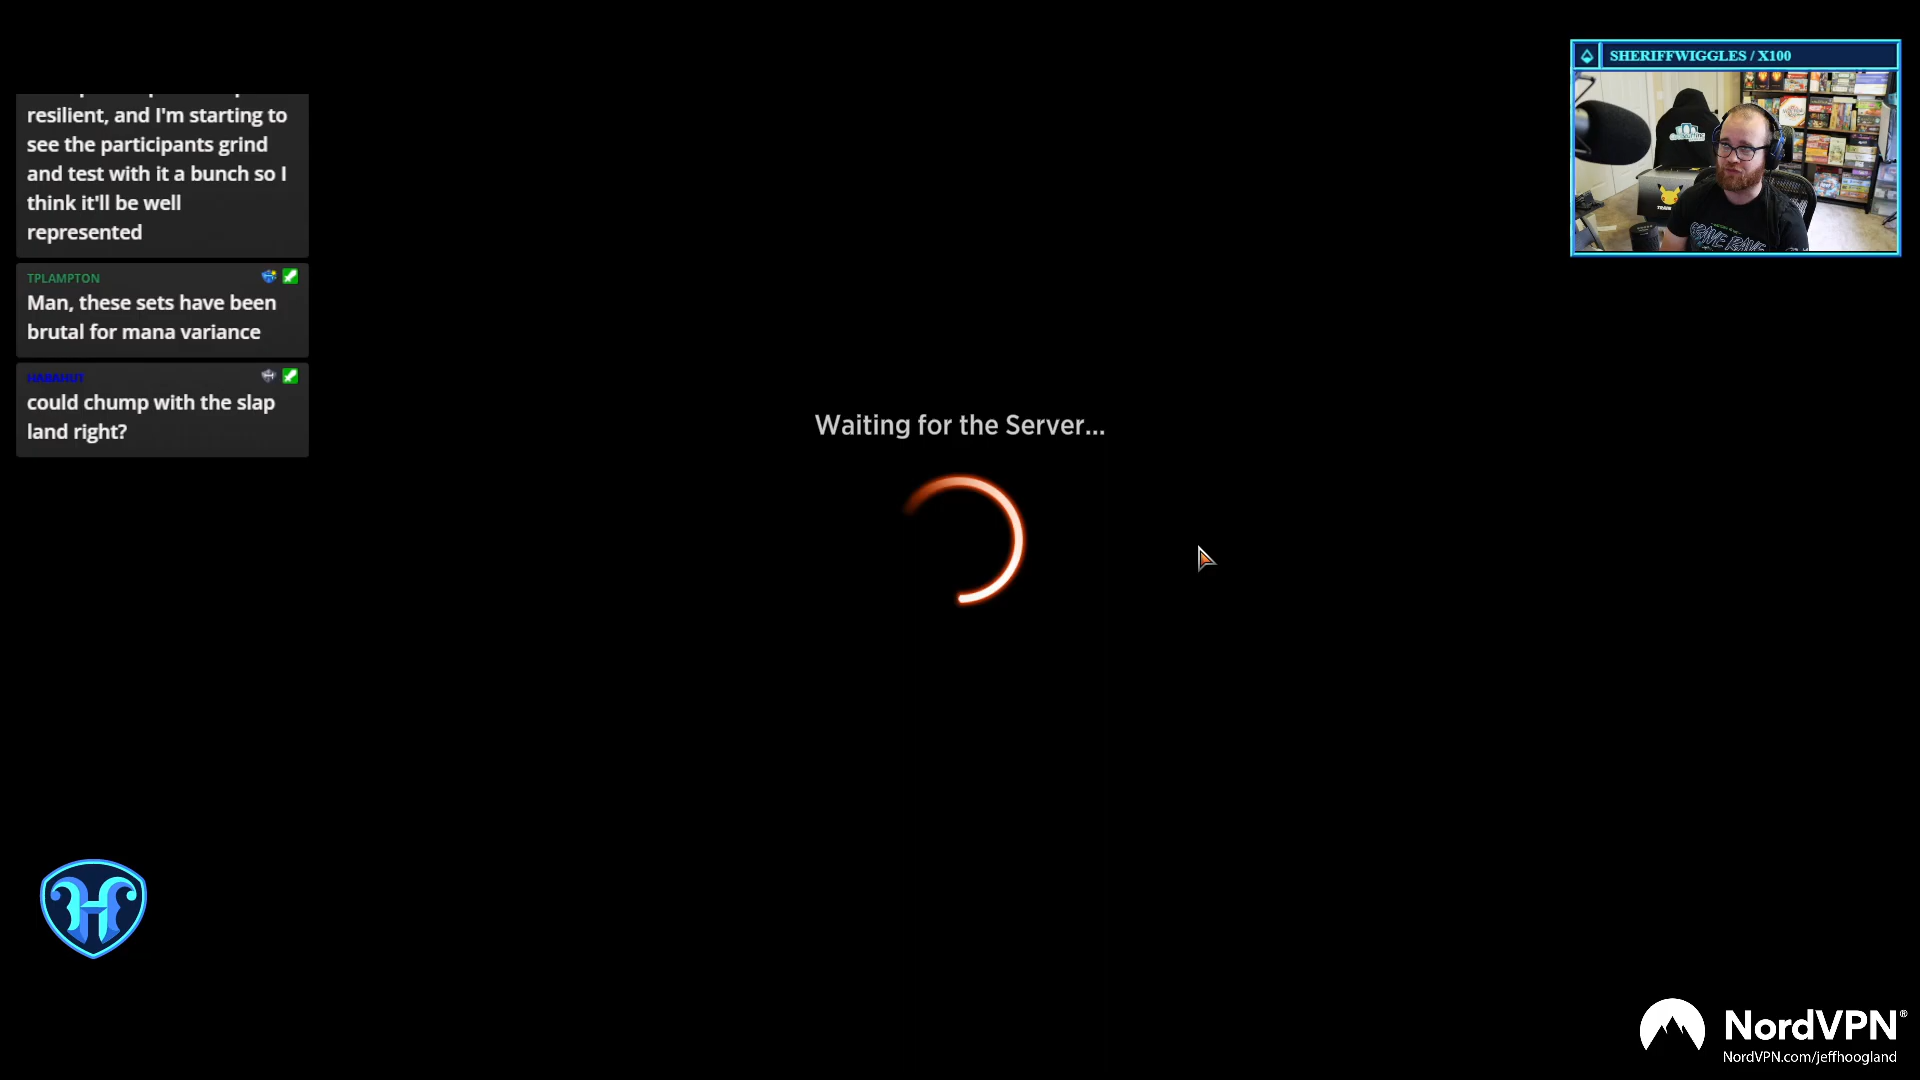 SHERIFFWIGGLES / X100
resilient, and I'm starting to
see the participants grind
and test with it a bunch so I
think it'll be well
represented
TPLAMPTON
Man, these sets have been
brutal for mana variance
HABAHUT
could chump with the slap
land right?
Waiting for the Server...
NordVPN®
NordVPN.com/jeffhoogland